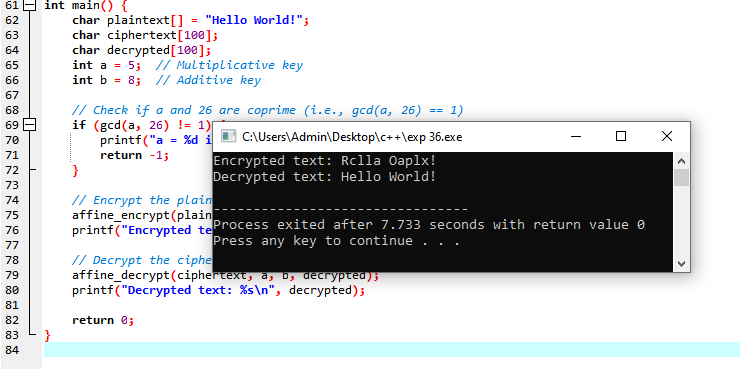 61 int main() {
62 char plaintext[] = "Hello World!";
63 char ciphertext[100];
64 char decrypted[100];
65 int a = 5; // Multiplicative key
66 int b = 8; // Additive key
67
68 // Check if a and 26 are coprime (i.e., gcd(a, 26) == 1)
69 if (gcd(a, 26) != 1) {
70 printf("a = %d i
71 return -1;
72 }
73
74 // Encrypt the plain
75 affine_encrypt(plain
76 printf("Encrypted te
77
78 // Decrypt the ciphe
79 affine_decrypt(ciphertext, a, b, decrypted);
80 printf("Decrypted text: %s\n", decrypted);
81
82 return 0;
83 }
84
C:\Users\Admin\Desktop\c++\exp 36.exe
Encrypted text: Rclla Oaplx!
Decrypted text: Hello World!
--------------------------------
Process exited after 7.733 seconds with return value 0
Press any key to continue . . .